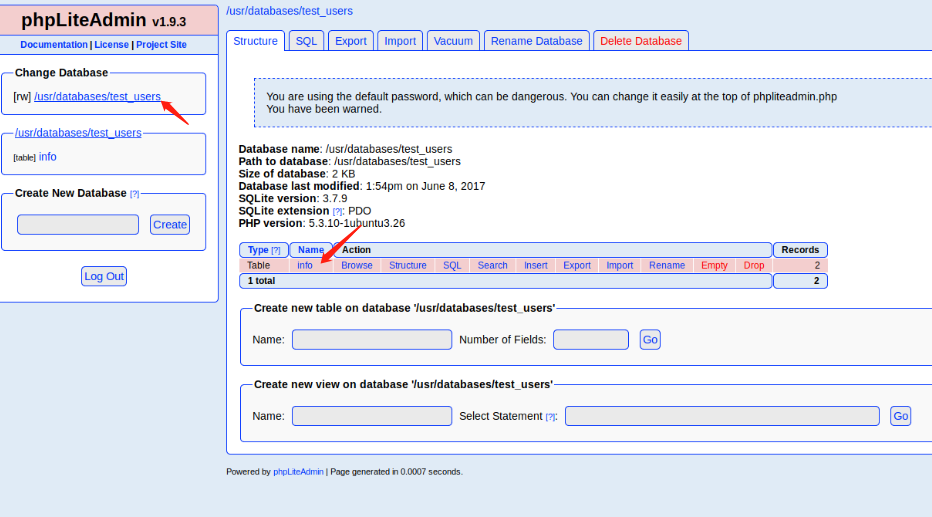 phpLiteAdmin v1.9.3
Documentation | License | Project Site
Change Database
[rw] /usr/databases/test_users
/usr/databases/test_users
[table] info
Create New Database [?]
Create
Log Out
/usr/databases/test_users
Structure SQL Export Import Vacuum Rename Database Delete Database
You are using the default password, which can be dangerous. You can change it easily at the top of phpliteadmin.php
You have been warned.
Database name: /usr/databases/test_users
Path to database: /usr/databases/test_users
Size of database: 2 KB
Database last modified: 1:54pm on June 8, 2017
SQLite version: 3.7.9
SQLite extension [?]: PDO
PHP version: 5.3.10-1ubuntu3.26
Type [?] Name Action Records
Table info Browse Structure SQL Search Insert Export Import Rename Empty Drop 2
1 total 2
Create new table on database '/usr/databases/test_users'
Name: Number of Fields: Go
Create new view on database '/usr/databases/test_users'
Name: Select Statement [?]: Go
Powered by phpLiteAdmin | Page generated in 0.0007 seconds.